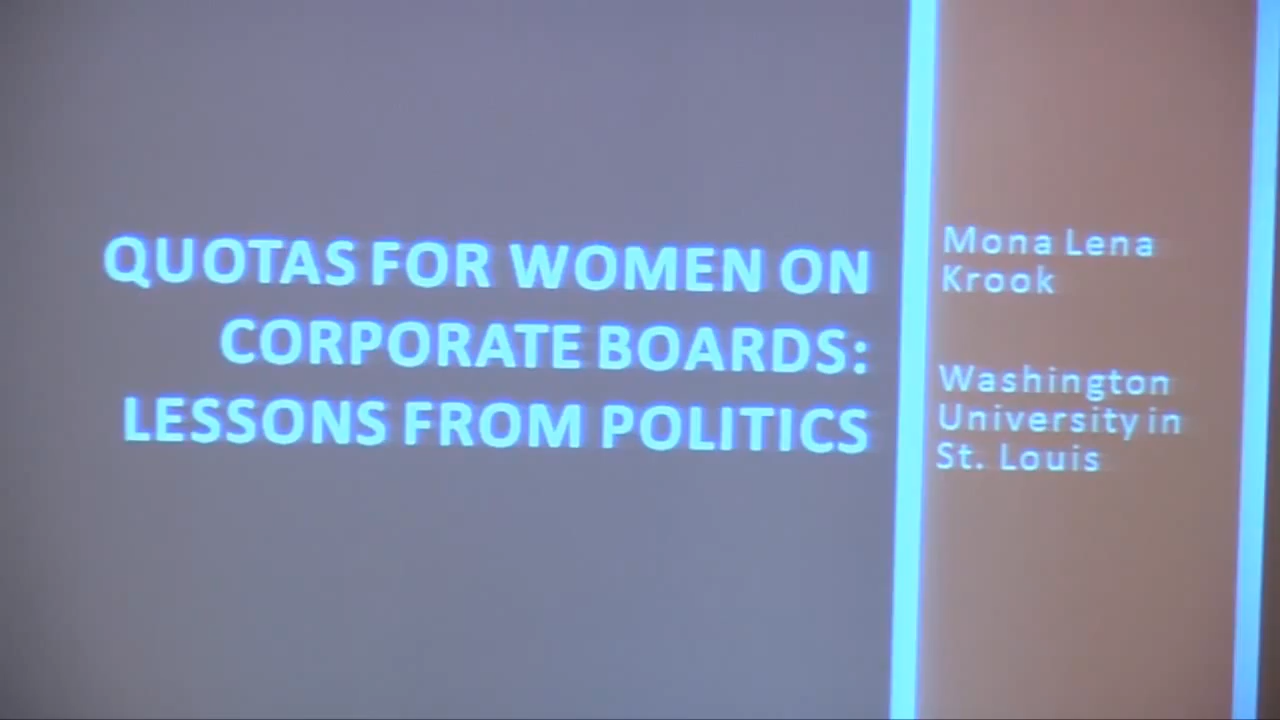 QUOTAS FOR WOMEN ON
CORPORATE BOARDS:
LESSONS FROM POLITICS
Mona Lena
Krook
Washington
University in
St. Louis